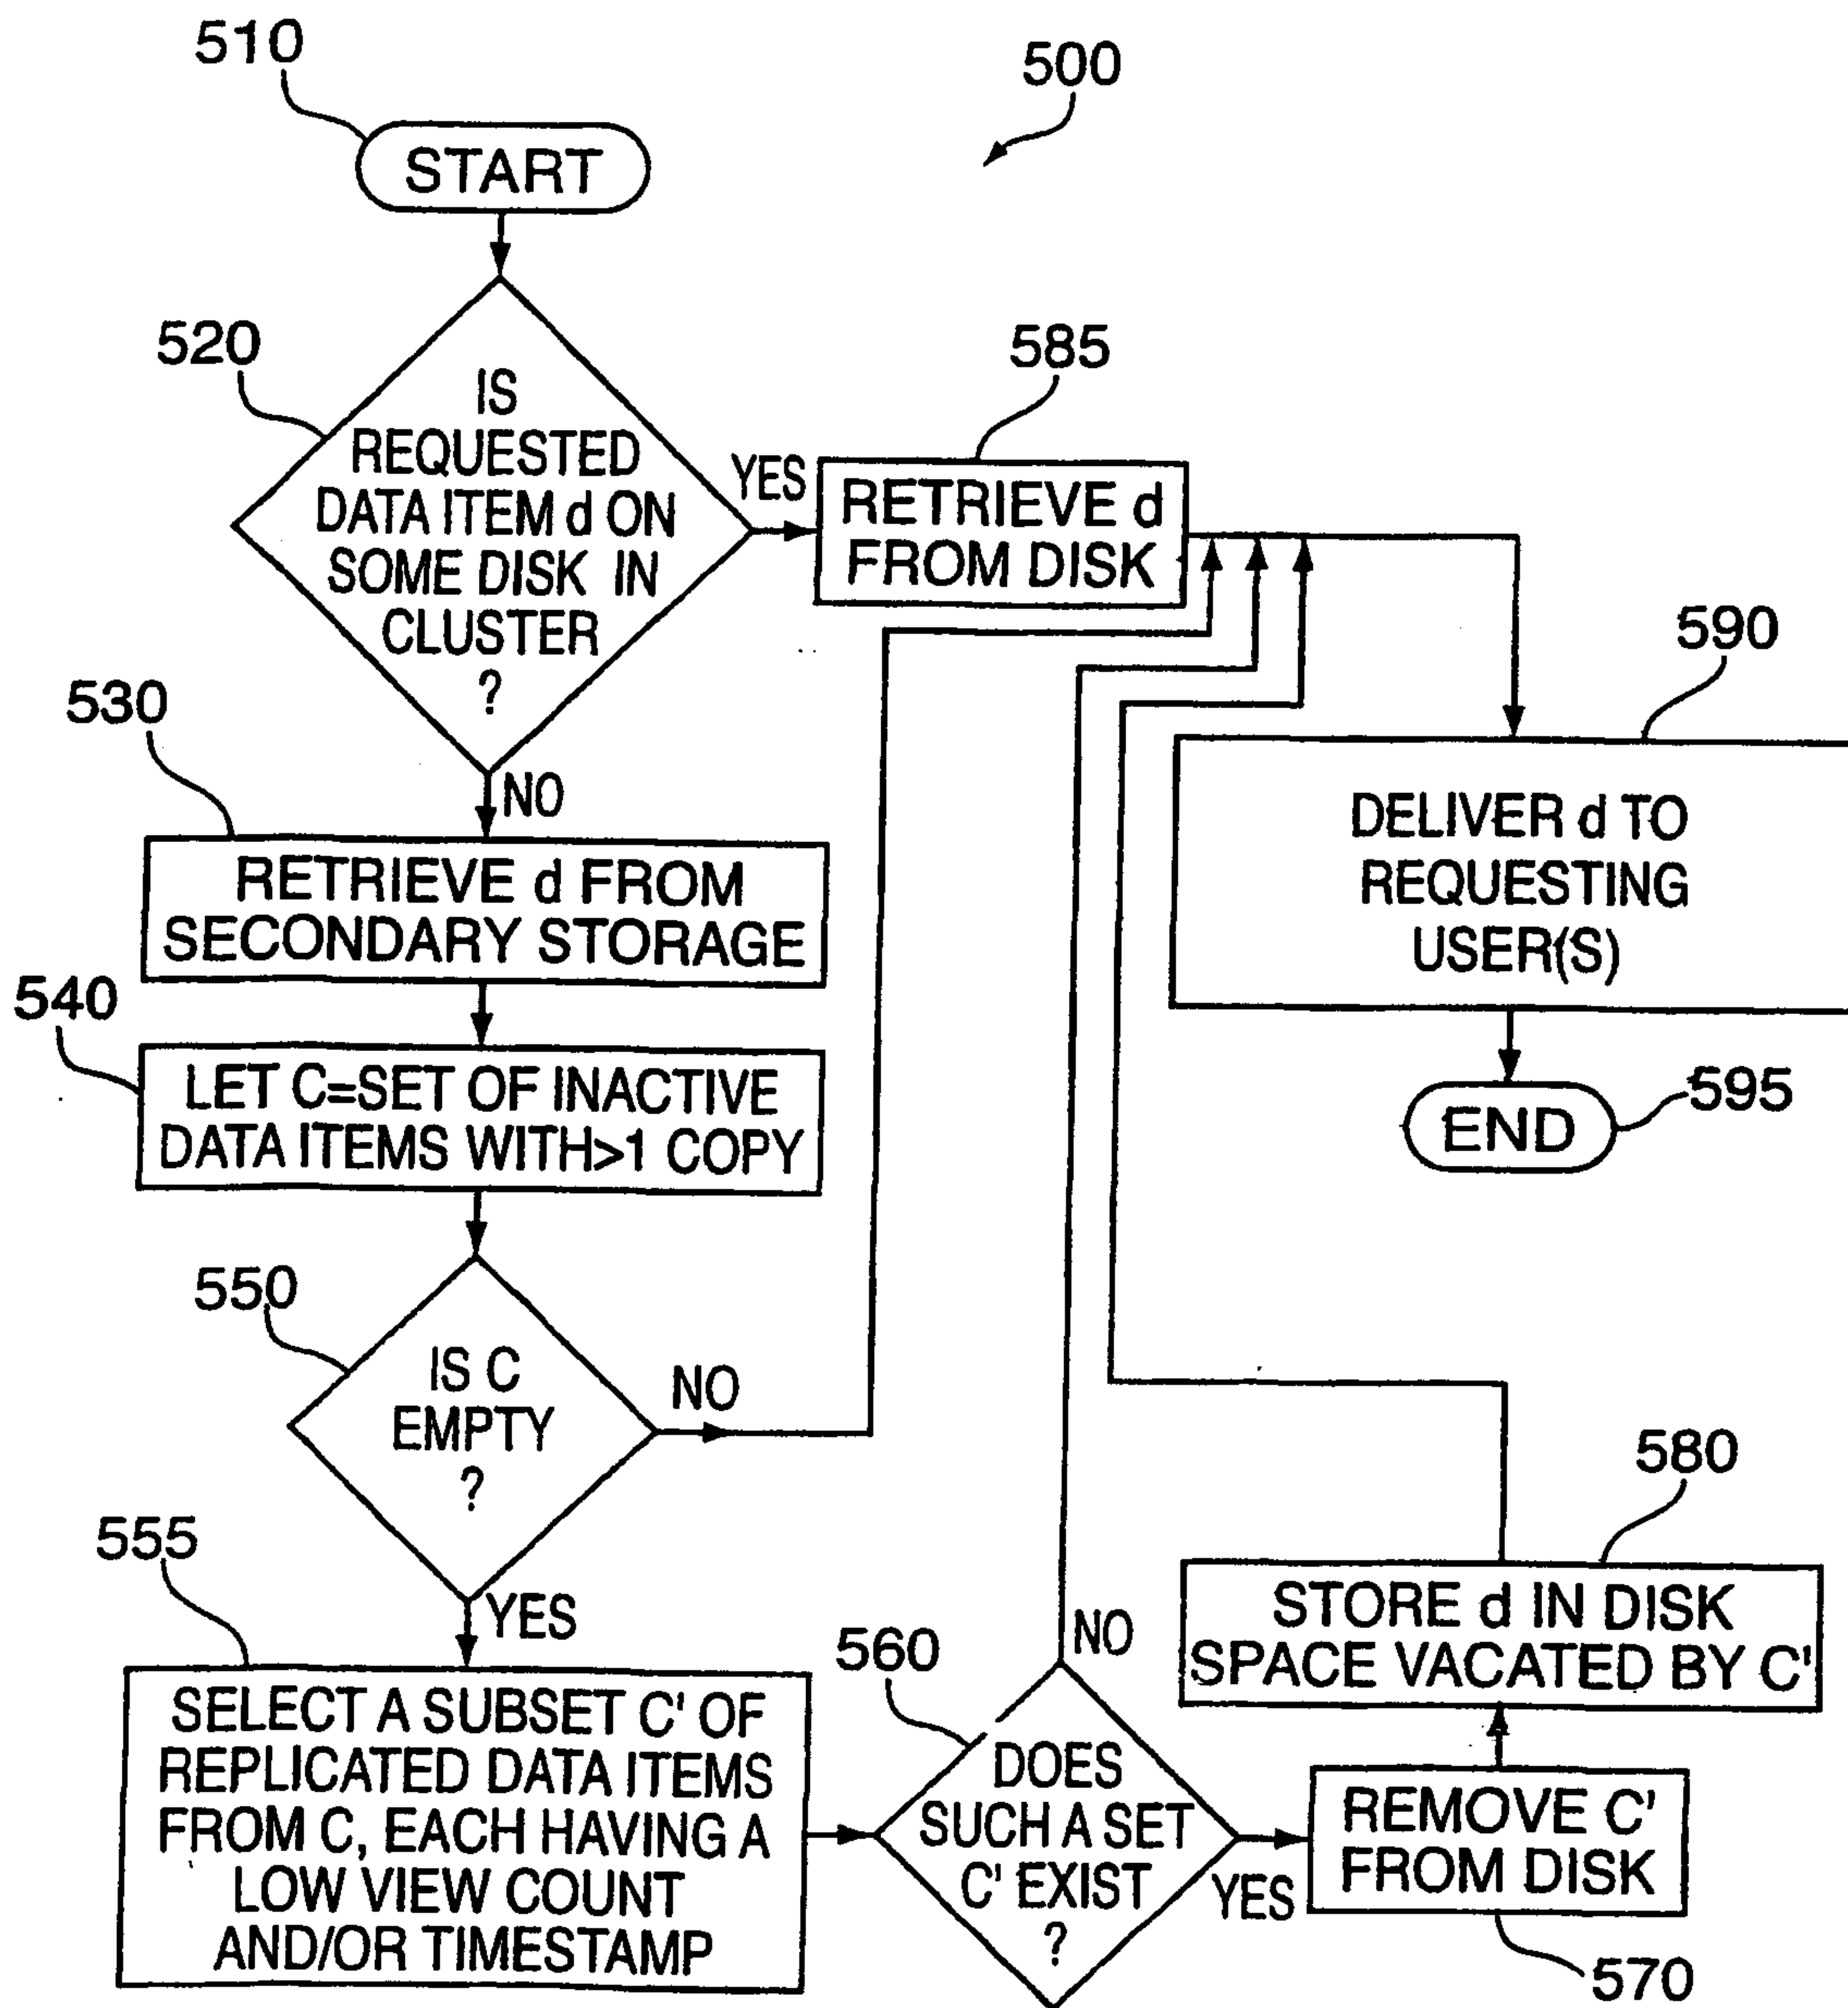 510
500
START
520
IS
REQUESTED
DATA ITEM d ON
SOME DISK IN
CLUSTER
?
YES
585
RETRIEVE d
FROM DISK
590
DELIVER d TO
REQUESTING
USER(S)
595
END
NO
530
RETRIEVE d FROM
SECONDARY STORAGE
540
LET C=SET OF INACTIVE
DATA ITEMS WITH>1 COPY
550
IS C
EMPTY
?
NO
YES
555
SELECT A SUBSET C' OF
REPLICATED DATA ITEMS
FROM C, EACH HAVING A
LOW VIEW COUNT
AND/OR TIMESTAMP
560
DOES
SUCH A SET
C' EXIST
?
NO
YES
580
STORE d IN DISK
SPACE VACATED BY C'
REMOVE C'
FROM DISK
570